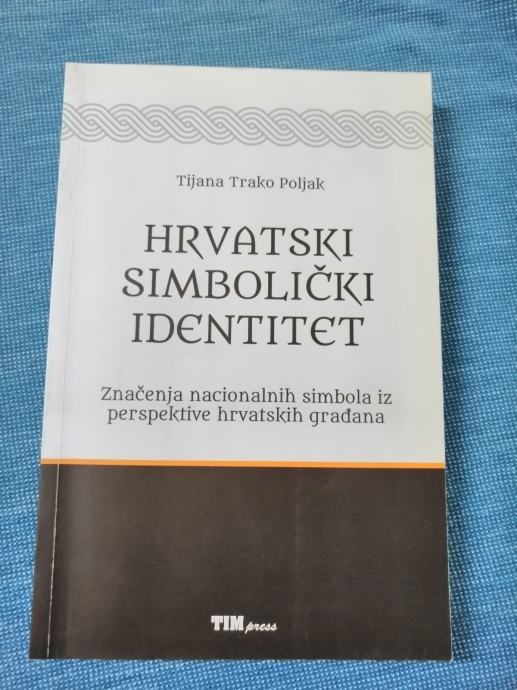 Tijana Trako Poljak
HRVATSKI
SIMBOLIČKI
IDENTITET
Značenja nacionalnih simbola iz
perspektive hrvatskih građana
TIM press